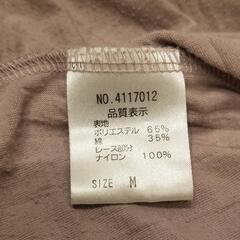 NO.4117012
品質表示
表地
ポリエステル 65%
綿 35%
レース部分
ナイロン 100%
SIZE M